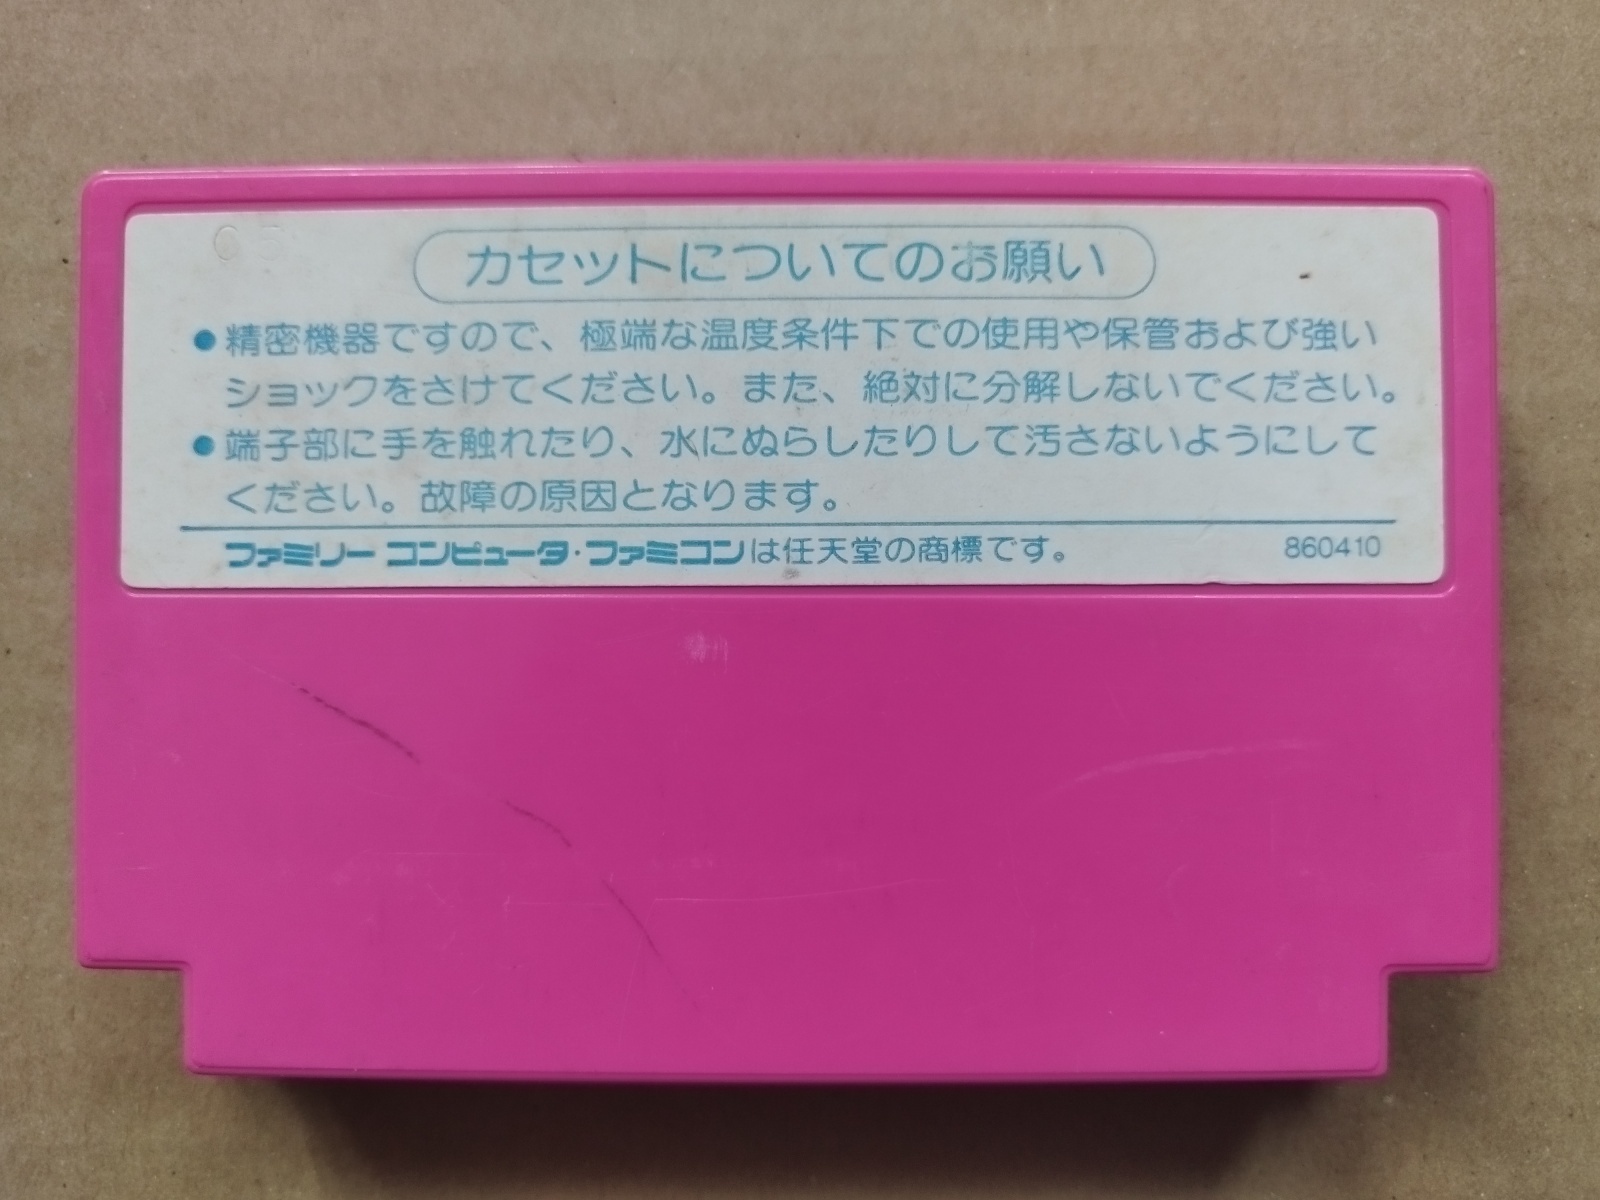 05
カセットについてのお願い
●精密機器ですので、極端な温度条件下での使用や保管および強い
ショックをさけてください。また、絶対に分解しないでください。
●端子部に手を触れたり、水にぬらしたりして汚さないようにして
ください。故障の原因となります。
ファミリー コンピュータ・ファミコンは任天堂の商標です。 860410